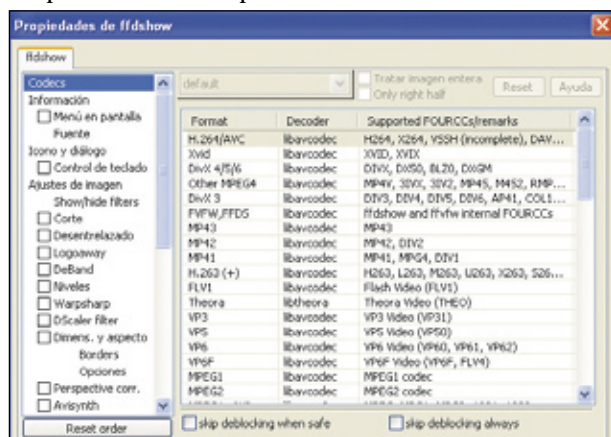 Propiedades de ffdshow
ffdshow
Codecs
Información
Menú en pantalla
Fuente
Icono y diálogo
Control de teclado
Ajustes de imagen
Show/hide filters
Corte
Desentrelazado
Logoaway
DeBand
Niveles
Warpsharp
DScaler filter
Dimens. y aspecto
Borders
Opciones
Perspective corr.
Avisynth
Reset order
default
Tratar imagen entera
Only right half
Reset
Ayuda
Format Decoder Supported FOURCCs/remarks
H.264/AVC libavcodec H264, X264, VSSH (incomplete), DAV...
Xvid libavcodec XVID, XVIX
DivX 4/5/6 libavcodec DIVX, DX50, BLZ0, DXGM
Other MPEG4 libavcodec MP4V, 3IVX, 3IV2, MP4S, M4S2, RMP...
DivX 3 libavcodec DIV3, DIV4, DIV5, DIV6, AP41, COL1...
FVFW,FFDS libavcodec ffdshow and ffvfw internal FOURCCs
MP43 libavcodec MP43
MP42 libavcodec MP42, DIV2
MP41 libavcodec MP41, MPG4, DIV1
H.263 (+) libavcodec H263, L263, M263, U263, X263, S26...
FLV1 libavcodec Flash Video (FLV1)
Theora libtheora Theora Video (THEO)
VP3 libavcodec VP3 Video (VP31)
VP5 libavcodec VP5 Video (VP50)
VP6 libavcodec VP6 Video (VP60, VP61, VP62)
VP6F libavcodec VP6F Video (VP6F, FLV4)
MPEG1 libavcodec MPEG1 codec
MPEG2 libavcodec MPEG2 codec
skip deblocking when safe
skip deblocking always